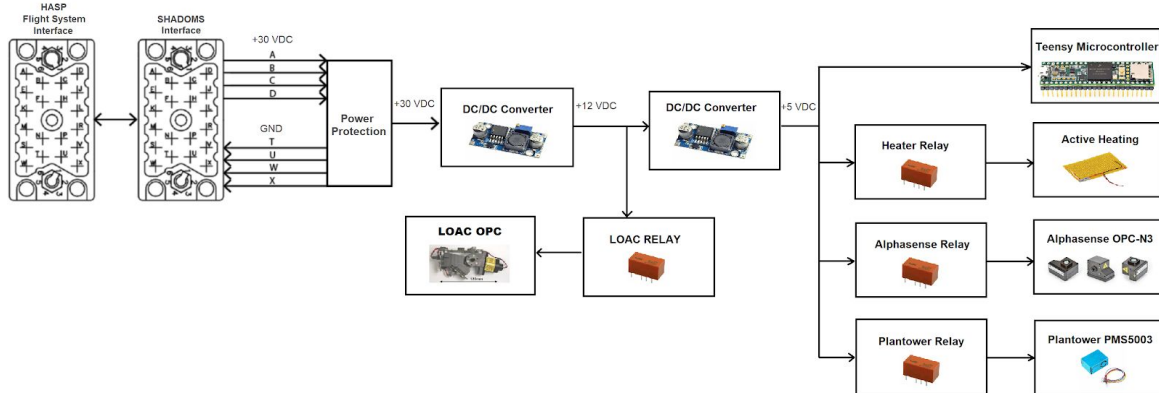 HASP
Flight System
Interface
SHADOMS
Interface
+30 VDC
A
B
C
D
GND
T
U
W
X
Power
Protection
+30 VDC
DC/DC Converter
+12 VDC
DC/DC Converter
+5 VDC
Teensy Microcontroller
Heater Relay
Active Heating
LOAC OPC
LOAC RELAY
Alphasense Relay
Alphasense OPC-N3
Plantower Relay
Plantower PMS5003